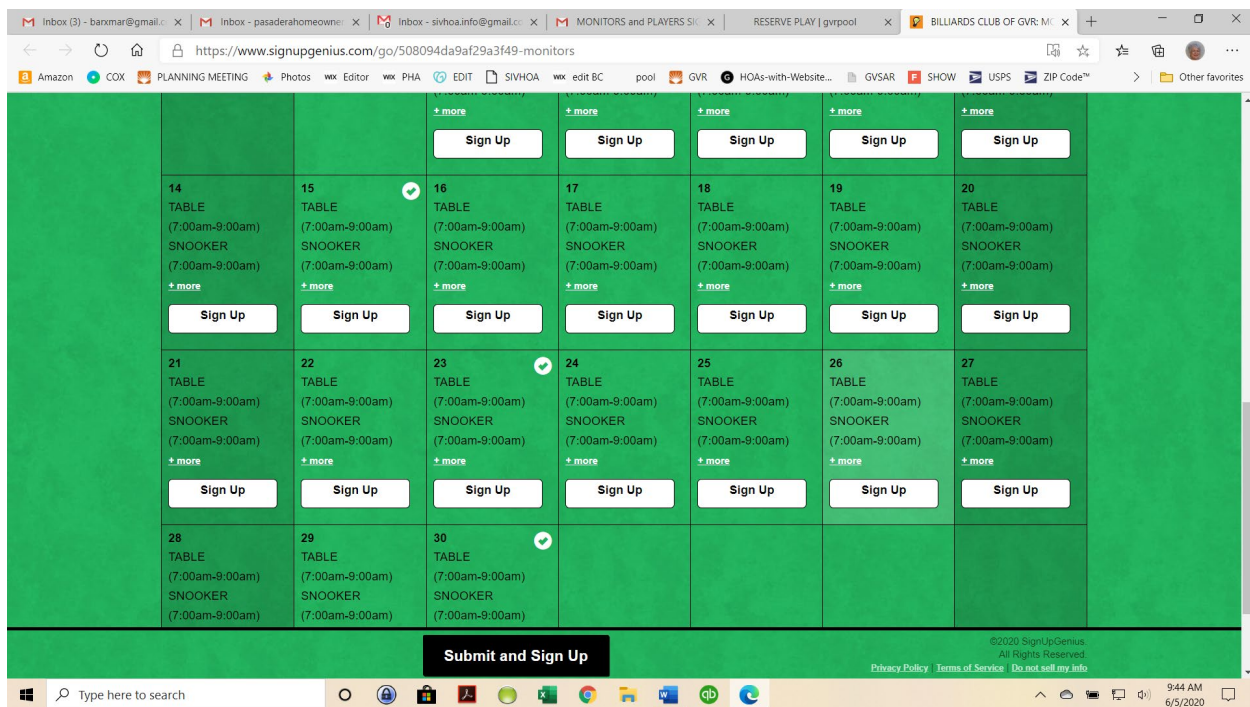 Inbox (3) - barxmar@gmail.c
Inbox - pasaderahomeowne
Inbox - sivhoa.info@gmail.c
MONITORS and PLAYERS SIG
RESERVE PLAY | gvrpool
BILLIARDS CLUB OF GVR: MO
https://www.signupgenius.com/go/508094da9af29a3f49-monitors
Amazon COX PLANNING MEETING Photos WIX Editor WIX PHA EDIT SIVHOA WIX edit BC pool GVR HOAs-with-Website... GVSAR SHOW USPS ZIP Code™ Other favorites
+ more + more + more + more + more
Sign Up Sign Up Sign Up Sign Up Sign Up
14 15 16 17 18 19 20
TABLE TABLE TABLE TABLE TABLE TABLE TABLE
(7:00am-9:00am) (7:00am-9:00am) (7:00am-9:00am) (7:00am-9:00am) (7:00am-9:00am) (7:00am-9:00am) (7:00am-9:00am)
SNOOKER SNOOKER SNOOKER SNOOKER SNOOKER SNOOKER SNOOKER
(7:00am-9:00am) (7:00am-9:00am) (7:00am-9:00am) (7:00am-9:00am) (7:00am-9:00am) (7:00am-9:00am) (7:00am-9:00am)
+ more + more + more + more + more + more + more
Sign Up Sign Up Sign Up Sign Up Sign Up Sign Up Sign Up
21 22 23 24 25 26 27
TABLE TABLE TABLE TABLE TABLE TABLE TABLE
(7:00am-9:00am) (7:00am-9:00am) (7:00am-9:00am) (7:00am-9:00am) (7:00am-9:00am) (7:00am-9:00am) (7:00am-9:00am)
SNOOKER SNOOKER SNOOKER SNOOKER SNOOKER SNOOKER SNOOKER
(7:00am-9:00am) (7:00am-9:00am) (7:00am-9:00am) (7:00am-9:00am) (7:00am-9:00am) (7:00am-9:00am) (7:00am-9:00am)
+ more + more + more + more + more + more + more
Sign Up Sign Up Sign Up Sign Up Sign Up Sign Up Sign Up
28 29 30
TABLE TABLE TABLE
(7:00am-9:00am) (7:00am-9:00am) (7:00am-9:00am)
SNOOKER SNOOKER SNOOKER
(7:00am-9:00am) (7:00am-9:00am) (7:00am-9:00am)
Submit and Sign Up
©2020 SignUpGenius.
All Rights Reserved.
Privacy Policy | Terms of Service | Do not sell my info
Type here to search
9:44 AM
6/5/2020